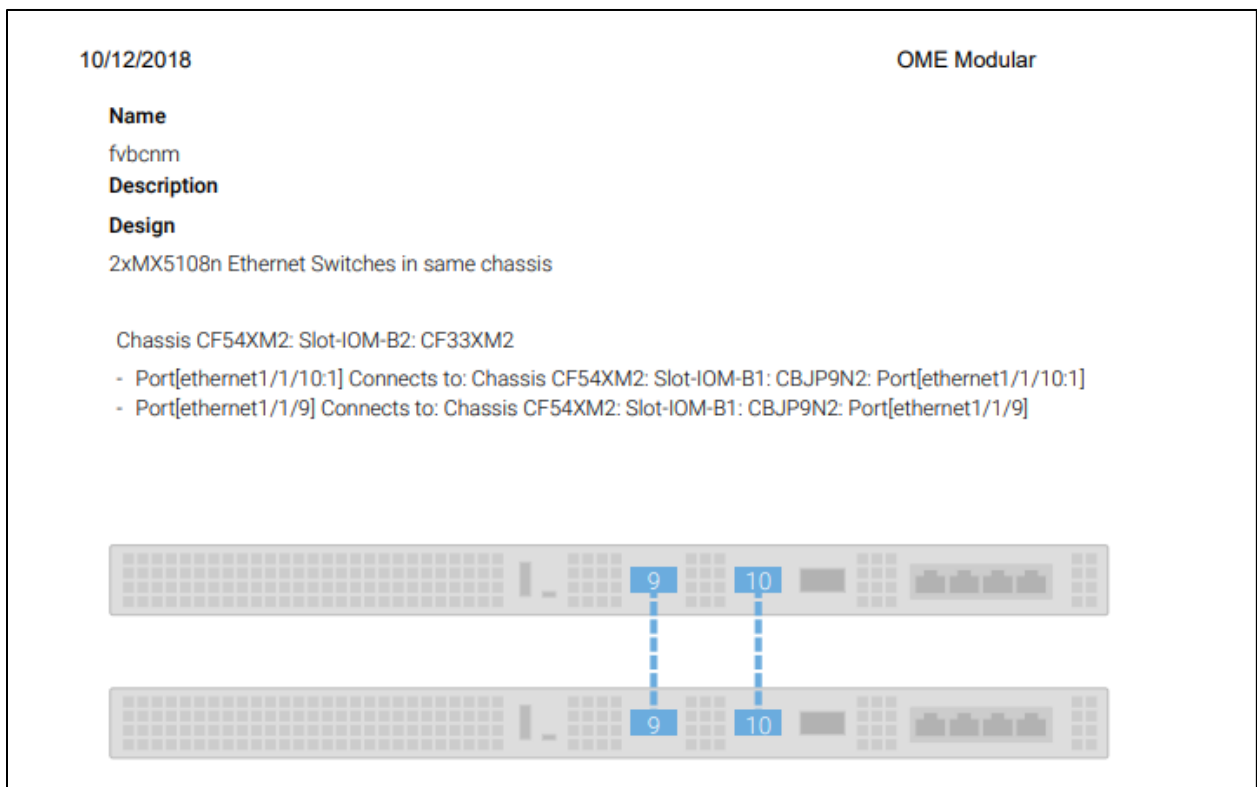 10/12/2018 OME Modular
Name
fvbcnm
Description
Design
2xMX5108n Ethernet Switches in same chassis
Chassis CF54XM2: Slot-IOM-B2: CF33XM2
- Port[ethernet1/1/10:1] Connects to: Chassis CF54XM2: Slot-IOM-B1: CBJP9N2: Port[ethernet1/1/10:1]
- Port[ethernet1/1/9] Connects to: Chassis CF54XM2: Slot-IOM-B1: CBJP9N2: Port[ethernet1/1/9]
9 10
9 10